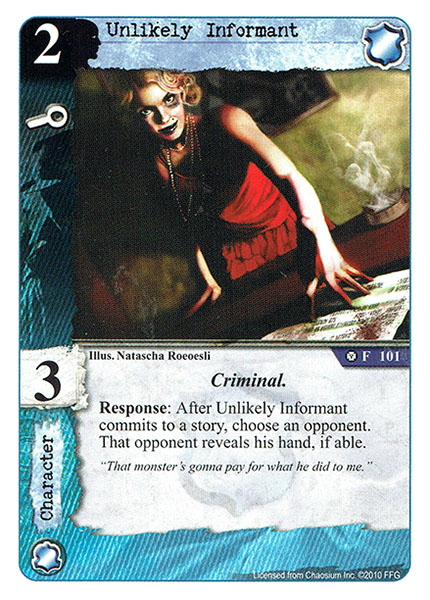 2
Unlikely Informant
Illus. Natascha Roeoesli
F 101
3
Criminal.
Response: After Unlikely Informant
commits to a story, choose an opponent.
That opponent reveals his hand, if able.
"That monster's gonna pay for what he did to me."
Character
Licensed from Chaosium Inc. ©2010 FFG